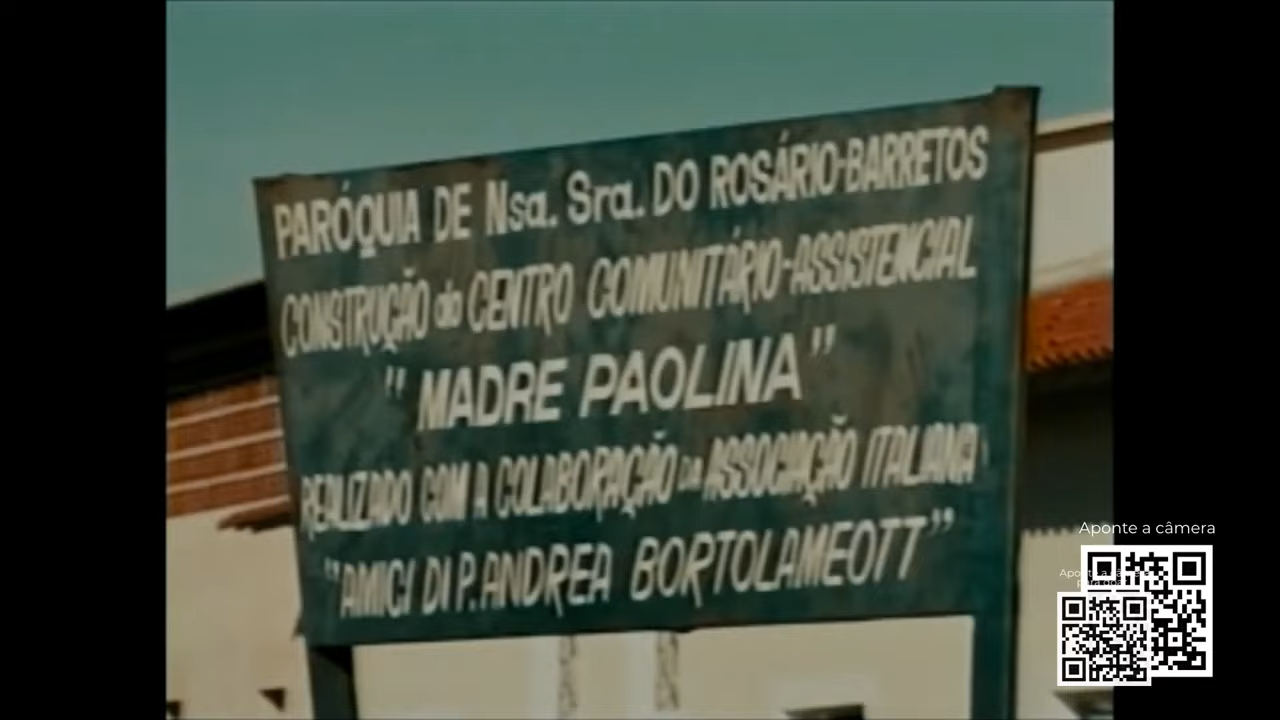 PARÓQUIA DE Nsa. Sra. DO ROSÁRIO-BARRETOS
CONSTRUÇÃO do CENTRO COMUNITÁRIO-ASSISTENCIAL
" MADRE PAOLINA"
REALIZADO COM A COLABORAÇÃO DA ASSOCIAÇÃO ITALIANA
"AMIGI DI P. ANDREA BORTOLAMEOTT"
Aponte a câmera